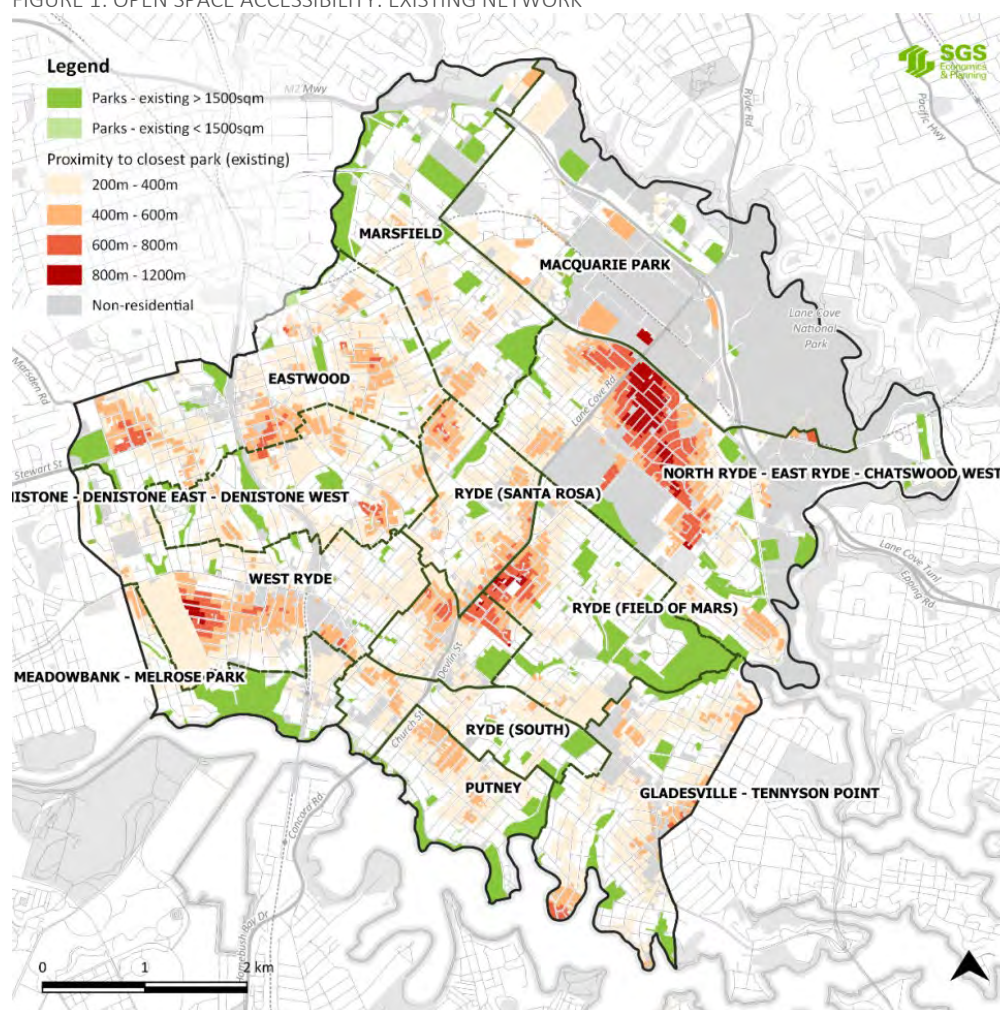 FIGURE 1: OPEN SPACE ACCESSIBILITY: EXISTING NETWORK
Legend
Parks - existing > 1500sqm
Parks - existing < 1500sqm
Proximity to closest park (existing)
200m - 400m
400m - 600m
600m - 800m
800m - 1200m
Non-residential
SGS
Economics
& Planning
M2 Mwy
Ryde Rd
Pacific Hwy
MARSFIELD
MACQUARIE PARK
Lane Cove
National
Park
Marsden Rd
EASTWOOD
Lane Cove Rd
Stewart St
NORTH RYDE - EAST RYDE - CHATSWOOD WEST
ISTONE - DENISTONE EAST - DENISTONE WEST
RYDE (SANTA ROSA)
Lane Cove Tunl
Epping Rd
WEST RYDE
RYDE (FIELD OF MARS)
Devlin St
MEADOWBANK - MELROSE PARK
Church St
RYDE (SOUTH)
PUTNEY
GLADESVILLE - TENNYSON POINT
Concord Rd
Homebush Bay Dr
0 1 2 km